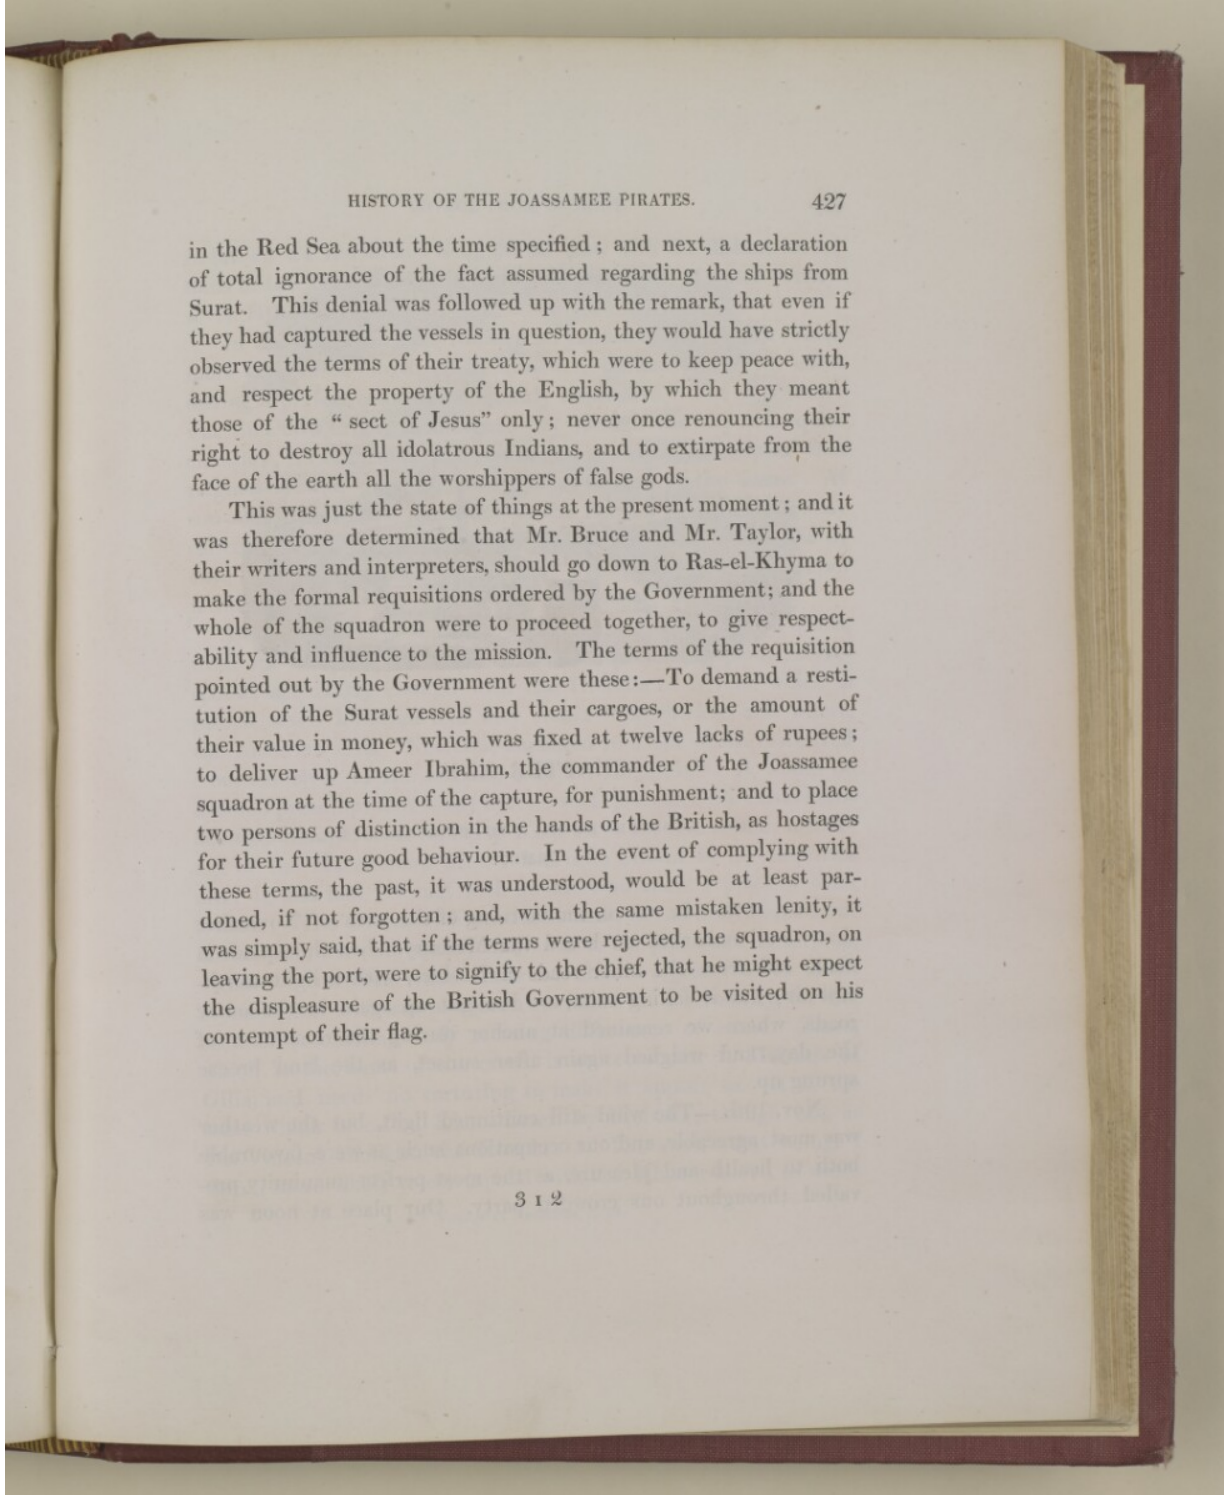 HISTORY OF THE JOASSAMEE PIRATES. 427
in the Red Sea about the time specified ; and next, a declaration
of total ignorance of the fact assumed regarding the ships from
Surat. This denial was followed up with the remark, that even if
they had captured the vessels in question, they would have strictly
observed the terms of their treaty, which were to keep peace with,
and respect the property of the English, by which they meant
those of the “ sect of Jesus” only ; never once renouncing their
right to destroy all idolatrous Indians, and to extirpate from the
face of the earth all the worshippers of false gods.
This was just the state of things at the present moment ; and it
was therefore determined that Mr. Bruce and Mr. Taylor, with
their writers and interpreters, should go down to Ras-el-Khyma to
make the formal requisitions ordered by the Government; and the
whole of the squadron were to proceed together, to give respect-
ability and influence to the mission. The terms of the requisition
pointed out by the Government were these:—To demand a resti-
tution of the Surat vessels and their cargoes, or the amount of
their value in money, which was fixed at twelve lacks of rupees ;
to deliver up Ameer Ibrahim, the commander of the Joassamee
squadron at the time of the capture, for punishment; and to place
two persons of distinction in the hands of the British, as hostages
for their future good behaviour. In the event of complying with
these terms, the past, it was understood, would be at least par-
doned, if not forgotten ; and, with the same mistaken lenity, it
was simply said, that if the terms were rejected, the squadron, on
leaving the port, were to signify to the chief, that he might expect
the displeasure of the British Government to be visited on his
contempt of their flag.
3 I 2